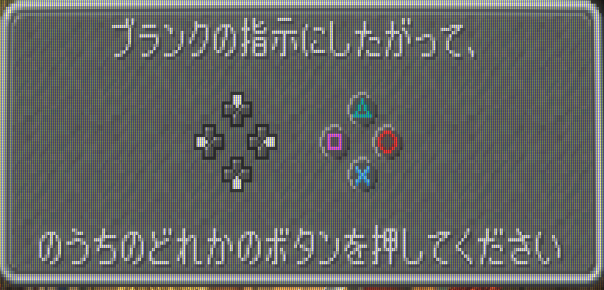 ブランクの指示にしたがって、
のうちのどれかのボタンを押してください